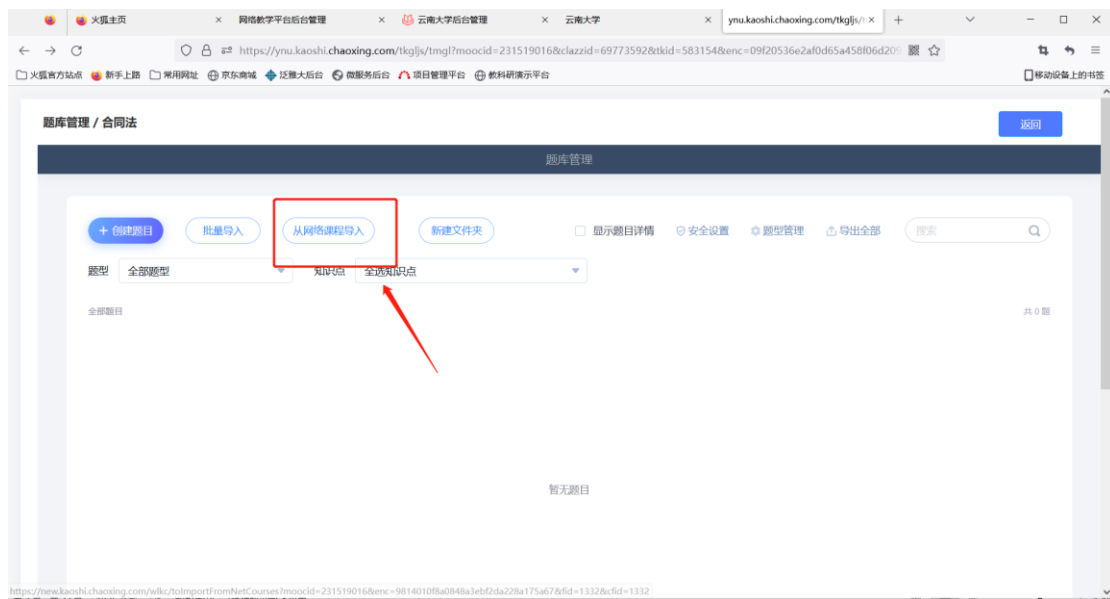 火狐主页
网络教学平台后台管理
云南大学后台管理
云南大学
ynu.kaoshi.chaoxing.com/tkgljs/t
https://ynu.kaoshi.chaoxing.com/tkgljs/tmgl?moocid=231519016&clazzid=69773592&tkid=583154&enc=09f20536e2af0d65a458f06d209
火狐官方站点 新手上路 常用网址 京东商城 泛雅大后台 微服务后台 项目管理平台 教科研演示平台 移动设备上的书签
题库管理 / 合同法
返回
题库管理
+ 创建题目 批量导入 从网络课程导入 新建文件夹 显示题目详情 安全设置 题型管理 导出全部 搜索
题型 全部题型 知识点 全选知识点
全部题目 共 0 题
暂无题目
https://new.kaoshi.chaoxing.com/wlkc/toImportFromNetCourses?moocid=231519016&enc=9814010f8a0848a3ebf2da228a175a67&fid=1332&cfid=1332